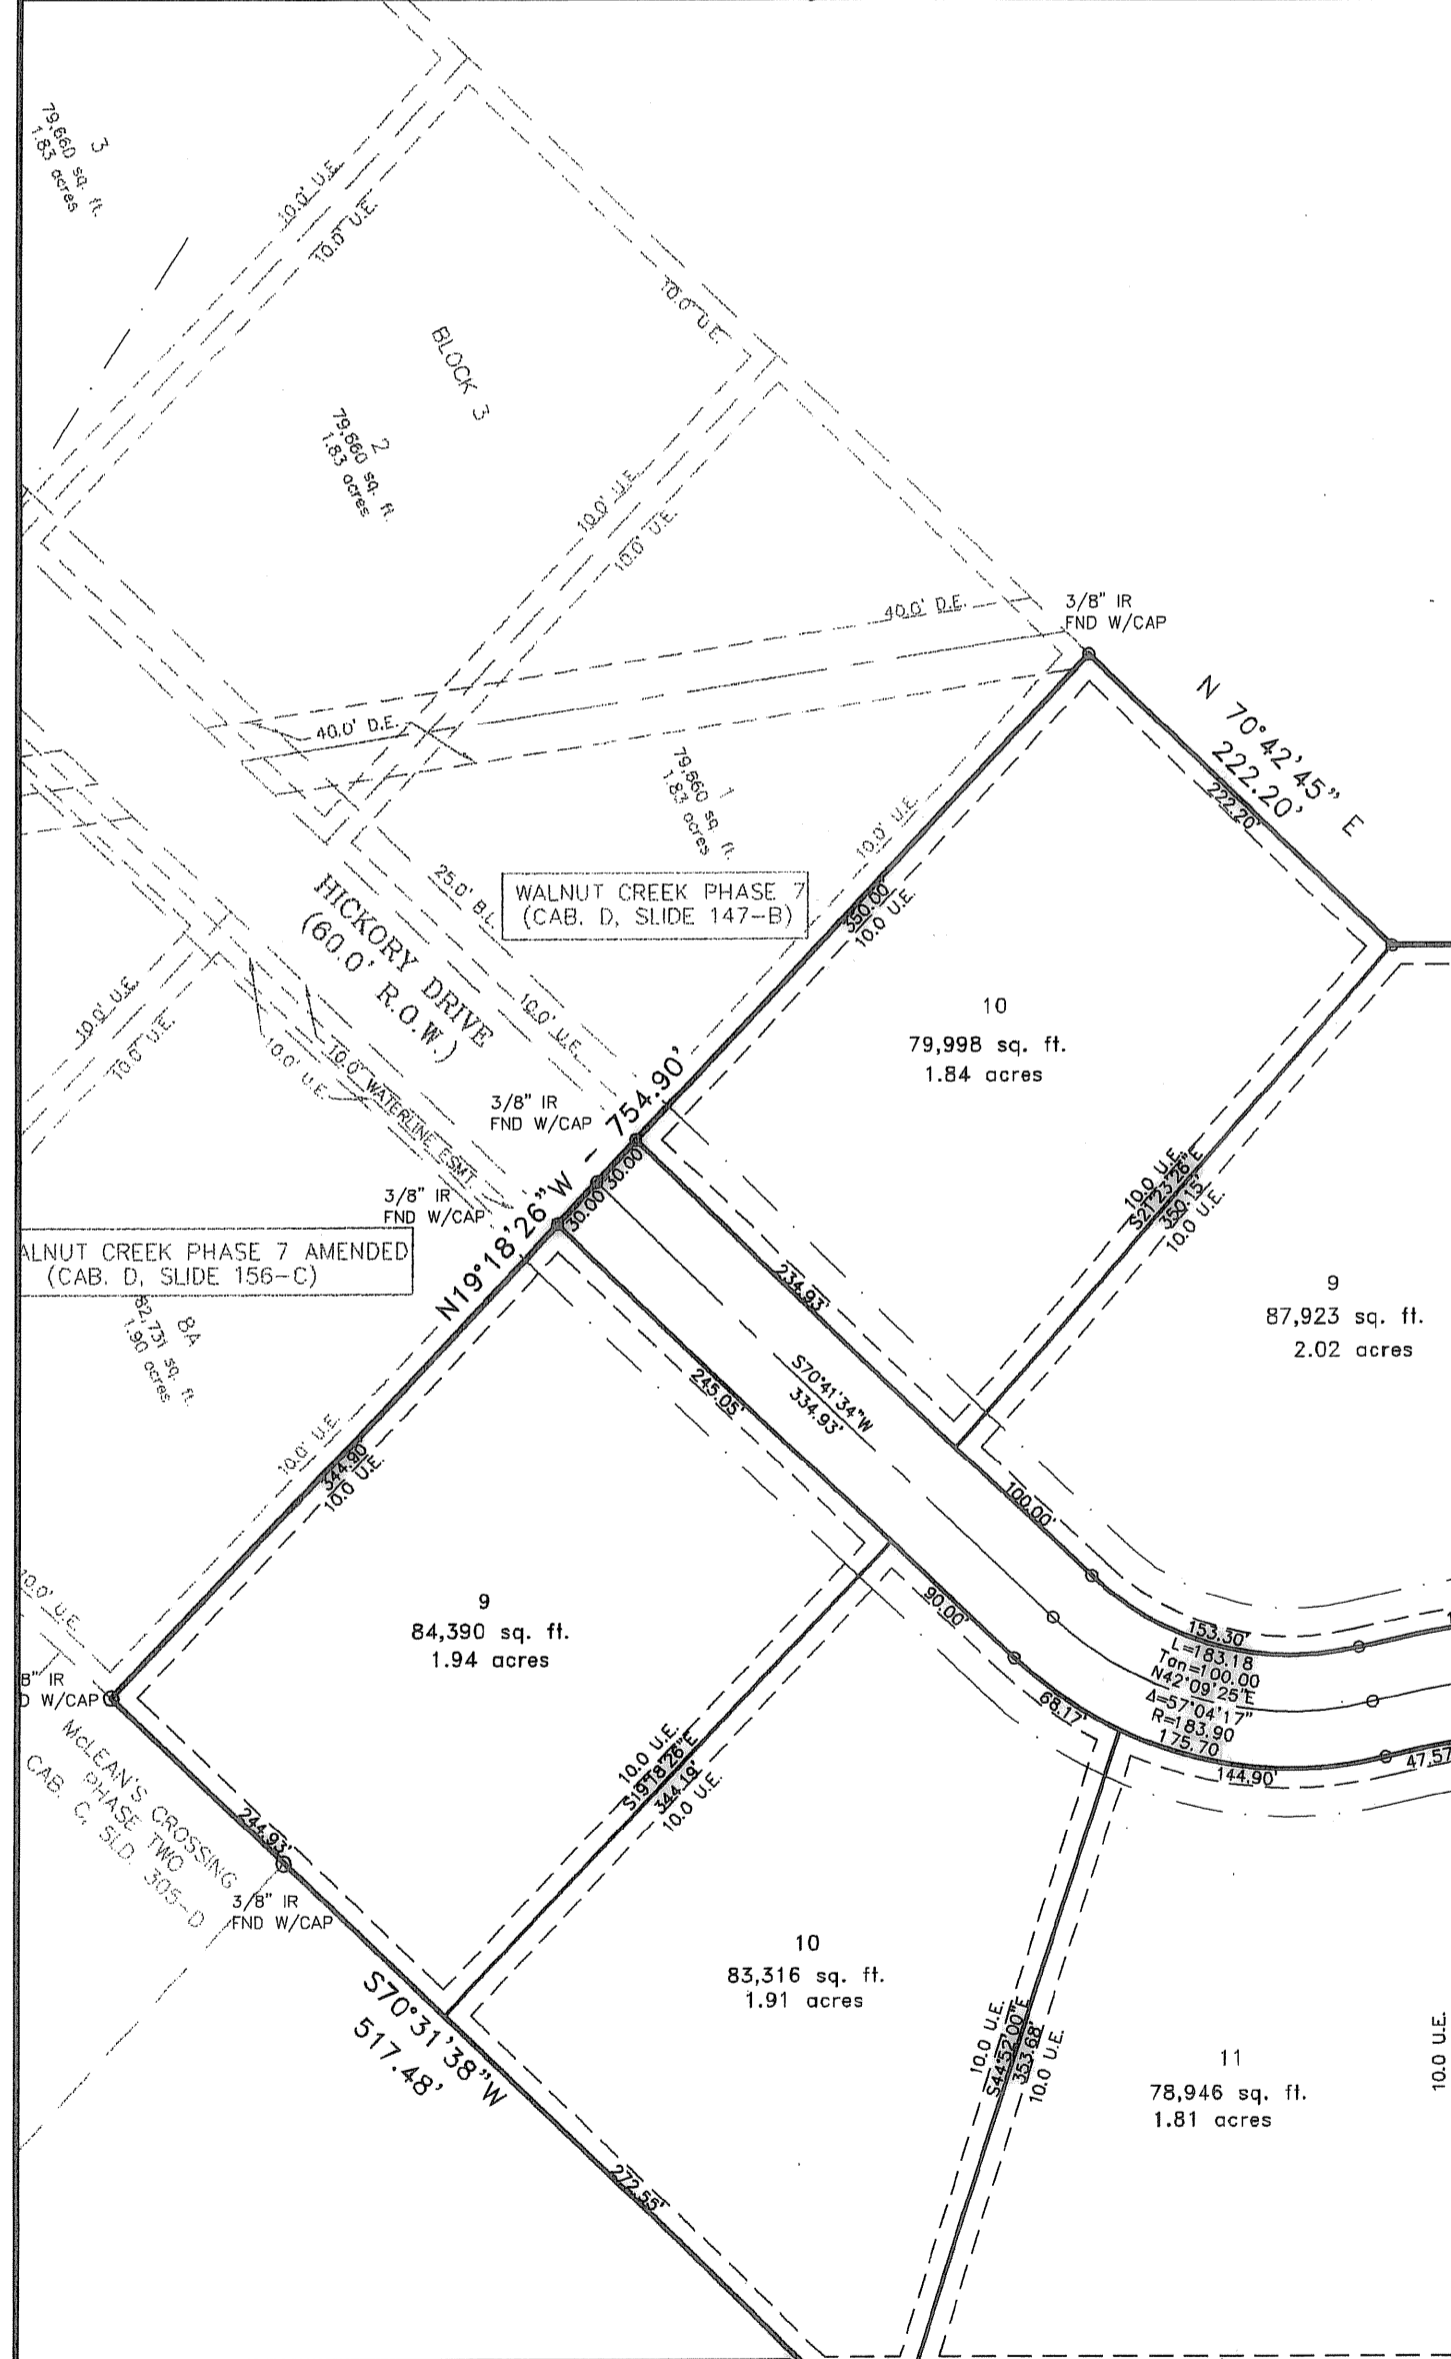 3
79,660 sq. ft.
1.83 acres
10.0' U.E.
10.0' U.E.
10.0' U.E.
BLOCK 3
2
79,660 sq. ft.
1.83 acres
10.0' U.E.
10.0' U.E.
40.0' D.E.
3/8" IR
FND W/CAP
40.0' D.E.
N 70°42'45" E
222.20'
222.20'
1
79,660 sq. ft.
1.83 acres
10.0' U.E.
25.0' B.L.
WALNUT CREEK PHASE 7
(CAB. D, SLIDE 147-B)
350.00'
10.0 U.E.
HICKORY DRIVE
(60.0' R.O.W.)
10.0' U.E.
10.0' U.E.
10.0' U.E.
10.0' U.E.
10.0' WATERLINE ESMT
10
79,998 sq. ft.
1.84 acres
3/8" IR
FND W/CAP
N19°18'26"W - 754.90'
30.00'
30.00'
3/8" IR
FND W/CAP
10.0 U.E.
S21°23'26"E
350.15'
10.0 U.E.
ALNUT CREEK PHASE 7 AMENDED
(CAB. D, SLIDE 156-C)
8A
82,731 sq. ft.
1.90 acres
9
87,923 sq. ft.
2.02 acres
234.93'
245.05'
S70°41'34"W
334.93'
10.0' U.E.
344.90'
10.0 U.E.
100.00'
9
84,390 sq. ft.
1.94 acres
10.0' U.E.
90.00'
153.30'
L=183.18
Tan=100.00
N42°09'25"E
Δ=57°04'17"
R=183.90
175.70
68.17'
144.90'
47.57
8" IR
D W/CAP
McLEAN'S CROSSING
PHASE TWO
CAB. C, SLD. 305-D
10.0 U.E.
S19°18'26"E
344.19'
10.0 U.E.
244.93'
3/8" IR
FND W/CAP
10
83,316 sq. ft.
1.91 acres
S70°31'38"W
517.48'
10.0 U.E.
S44°52'00"E
353.68'
10.0 U.E.
11
78,946 sq. ft.
1.81 acres
10.0 U.E.
272.55'